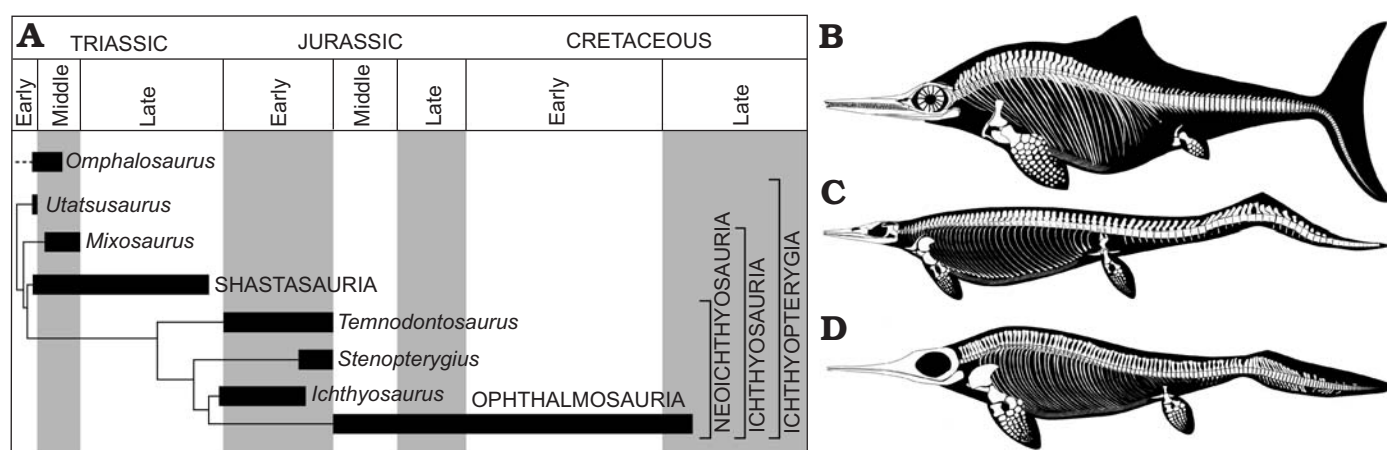 A
TRIASSIC JURASSIC CRETACEOUS
Early Middle Late Early Middle Late Early Late
Omphalosaurus
Utatsusaurus
Mixosaurus
SHASTASAURIA
Temnodontosaurus
Stenopterygius
Ichthyosaurus
OPHTHALMOSAURIA
NEOICHTHYOSAURIA
ICHTHYOSAURIA
ICHTHYOPTERYGIA
B
C
D